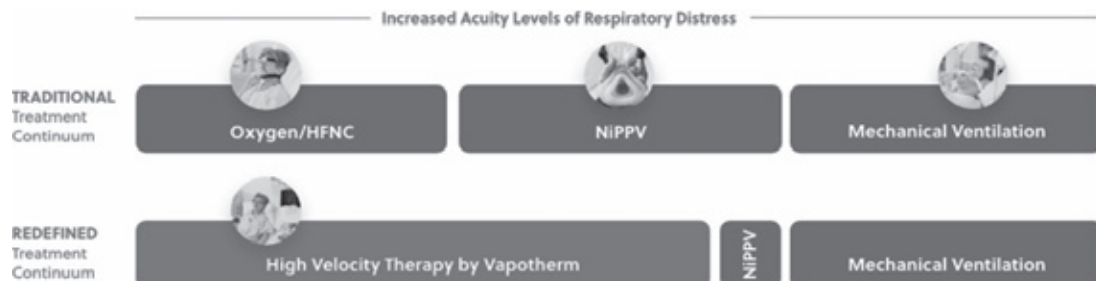 Increased Acuity Levels of Respiratory Distress
TRADITIONAL
Treatment
Continuum
Oxygen/HFNC
NiPPV
Mechanical Ventilation
REDEFINED
Treatment
Continuum
High Velocity Therapy by Vapotherm
NiPPV
Mechanical Ventilation